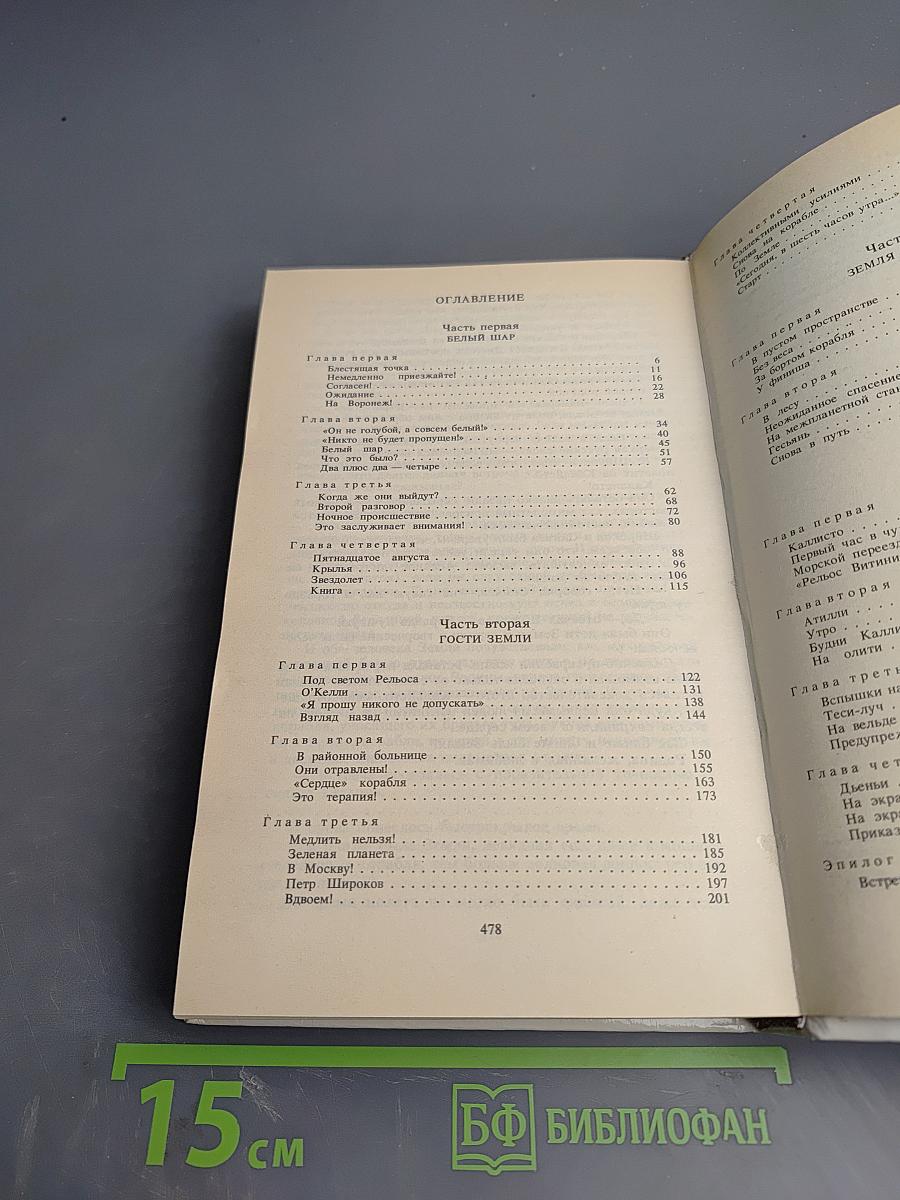 ОГЛАВЛЕНИЕ
Часть первая
БЕЛЫЙ ШАР
Глава первая
Блестящая точка . . . . . . . . . . 6
Немедленно приезжайте! . . . . . . . . . . 11
Согласен! . . . . . . . . . . 16
Ожидание . . . . . . . . . . 22
На Воронеж! . . . . . . . . . . 28
Глава вторая
«Он не голубой, а совсем белый!» . . . . . . . . . . 34
«Никто не будет пропущен!» . . . . . . . . . . 40
Белый шар . . . . . . . . . . 45
Что это было? . . . . . . . . . . 51
Два плюс два — четыре . . . . . . . . . . 57
Глава третья
Когда же они выйдут? . . . . . . . . . . 62
Второй разговор . . . . . . . . . . 68
Ночное происшествие . . . . . . . . . . 72
Это заслуживает внимания! . . . . . . . . . . 80
Глава четвертая
Пятнадцатое августа . . . . . . . . . . 88
Крылья . . . . . . . . . . 96
Звездолет . . . . . . . . . . 106
Книга . . . . . . . . . . 115
Часть вторая
ГОСТИ ЗЕМЛИ
Глава первая
Под светом Рельоса . . . . . . . . . . 122
О'Келли . . . . . . . . . . 131
«Я прошу никого не допускать» . . . . . . . . . . 138
Взгляд назад . . . . . . . . . . 144
Глава вторая
В районной больнице . . . . . . . . . . 150
Они отравлены! . . . . . . . . . . 155
«Сердце» корабля . . . . . . . . . . 163
Это терапия! . . . . . . . . . . 173
Глава третья
Медлить нельзя! . . . . . . . . . . 181
Зеленая планета . . . . . . . . . . 185
В Москву! . . . . . . . . . . 192
Петр Широков . . . . . . . . . . 197
Вдвоем! . . . . . . . . . . 201
478
Глава четвертая
Коллективными усилиями
Снова на корабле
По Земле
«Сегодня, в шесть часов утра...»
Старт
Част
ЗЕМЛЯ
Глава первая
В пустом пространстве
Без веса
За бортом корабля
У финиша
Глава вторая
В лесу
Неожиданное спасение
На межпланетной стан
Гесьянь
Снова в путь
Глава первая
Каллисто
Первый час в чу
Морской переезд
«Рельос Витини
Глава вторая
Атилли
Утро
Будни Калли
На олити
Глава треть
Вспышки на
Теси-луч
На вельде
Предупреж
Глава чет
Дьеньи
На экра
На экра
Приказ
Эпилог
Встре
15 см
БФ БИБЛИОФАН